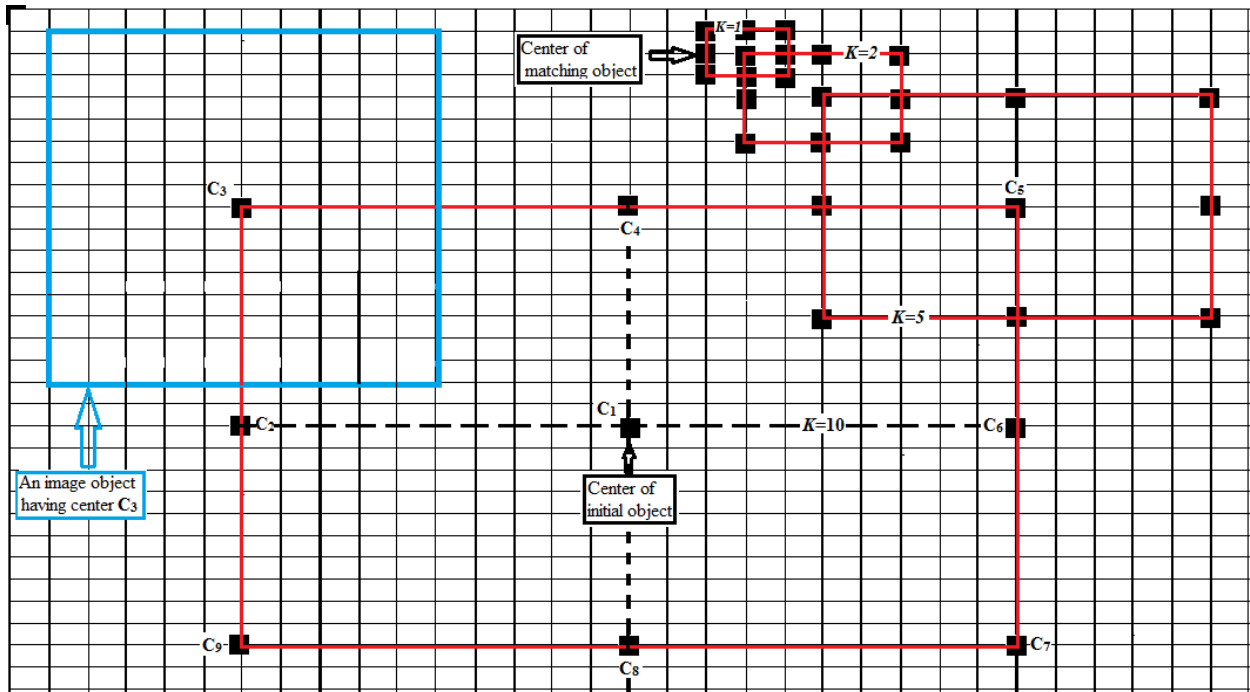 K=1
Center of
matching object
K=2
C3
C5
C4
K=5
C1
C2
K=10
C6
An image object
having center C3
Center of
initial object
C9
C7
C8